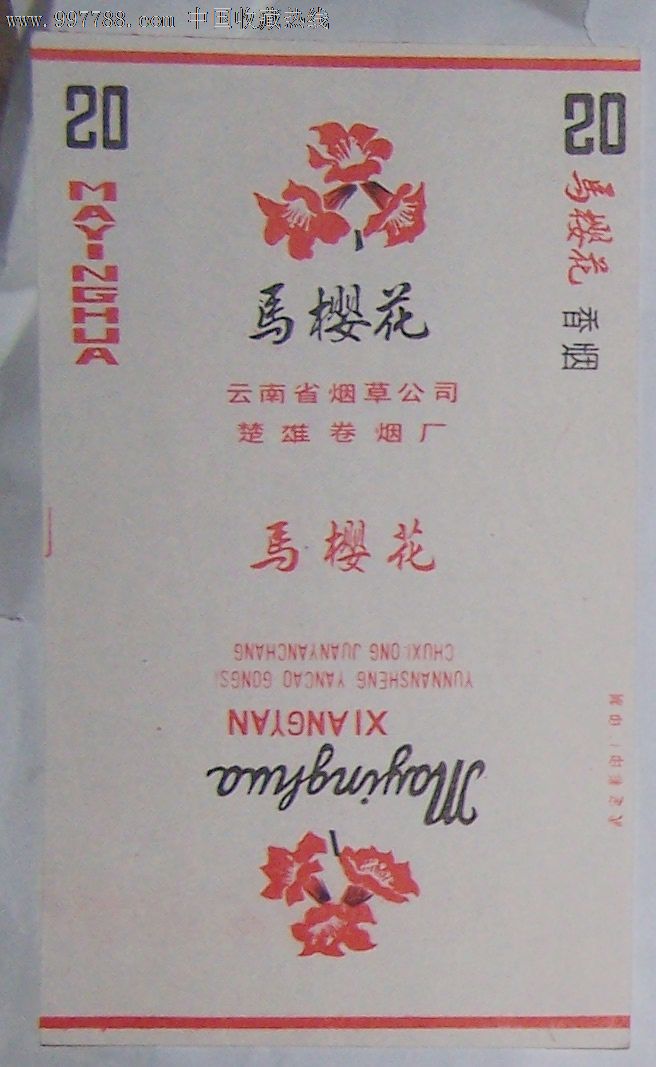 www.997788.com 中国收藏热线
20
MAYINGHUA
20
馬樱花 香烟
馬樱花
云南省烟草公司
楚雄卷烟厂
馬樱花
Mayinghua
XIANGYAN
YUNNANSHENG YANCAO GONGSI
CHUXIONG JUANYANCHANG